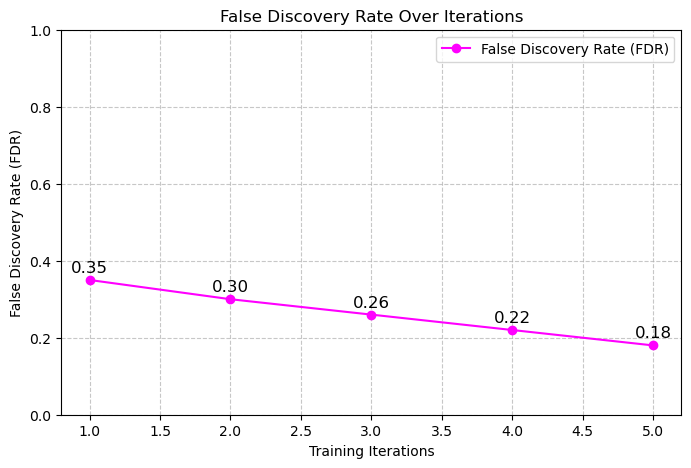 False Discovery Rate Over Iterations
False Discovery Rate (FDR)
False Discovery Rate (FDR)
1.0
0.8
0.6
0.4
0.2
0.0
0.35
0.30
0.26
0.22
0.18
1.0 1.5 2.0 2.5 3.0 3.5 4.0 4.5 5.0
Training Iterations